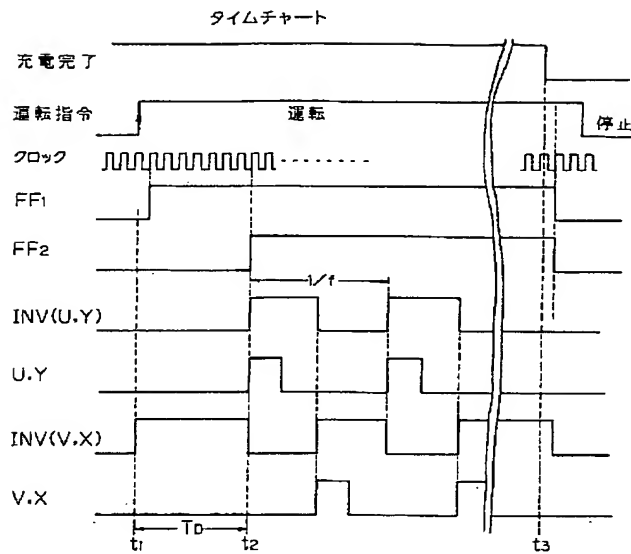 タイムチャート
充電完了
運転指令
運転
停止
クロック
FF1
FF2
1/f
INV(U.Y)
U.Y
INV(V.X)
V.X
TD
t1
t2
t3